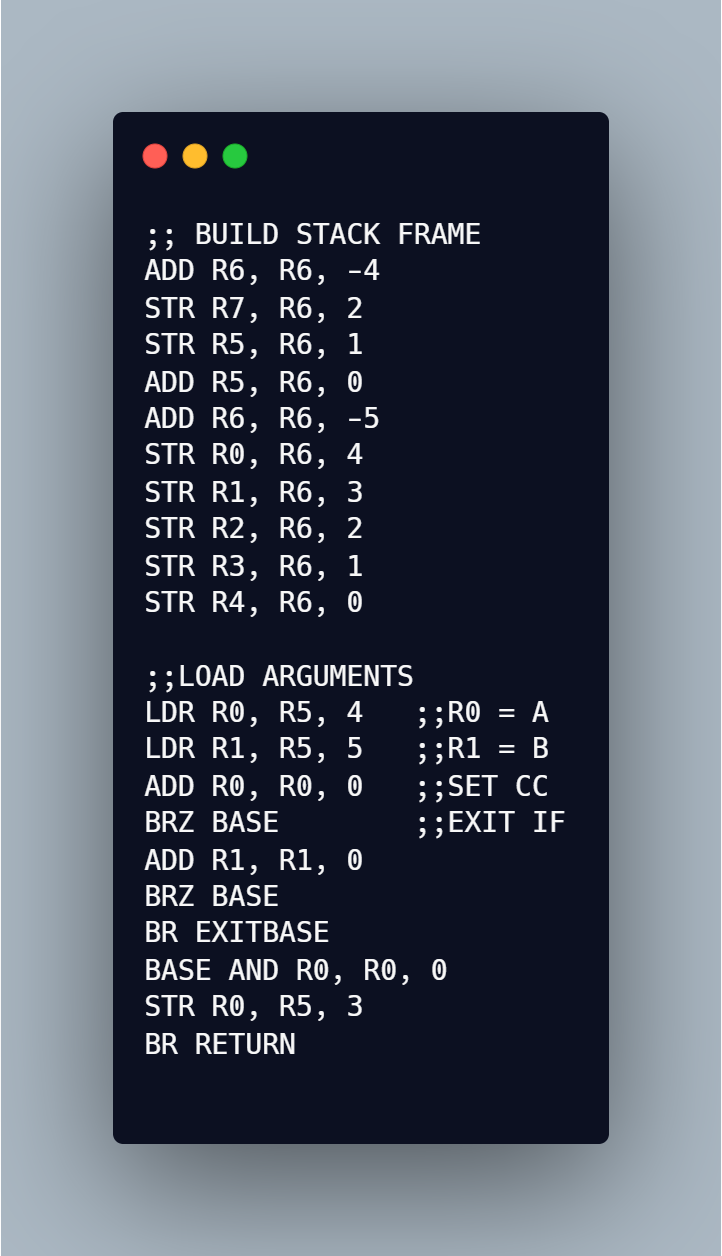 ;; BUILD STACK FRAME
ADD R6, R6, -4
STR R7, R6, 2
STR R5, R6, 1
ADD R5, R6, 0
ADD R6, R6, -5
STR R0, R6, 4
STR R1, R6, 3
STR R2, R6, 2
STR R3, R6, 1
STR R4, R6, 0

;;LOAD ARGUMENTS
LDR R0, R5, 4   ;;R0 = A
LDR R1, R5, 5   ;;R1 = B
ADD R0, R0, 0   ;;SET CC
BRZ BASE        ;;EXIT IF
ADD R1, R1, 0
BRZ BASE
BR EXITBASE
BASE AND R0, R0, 0
STR R0, R5, 3
BR RETURN